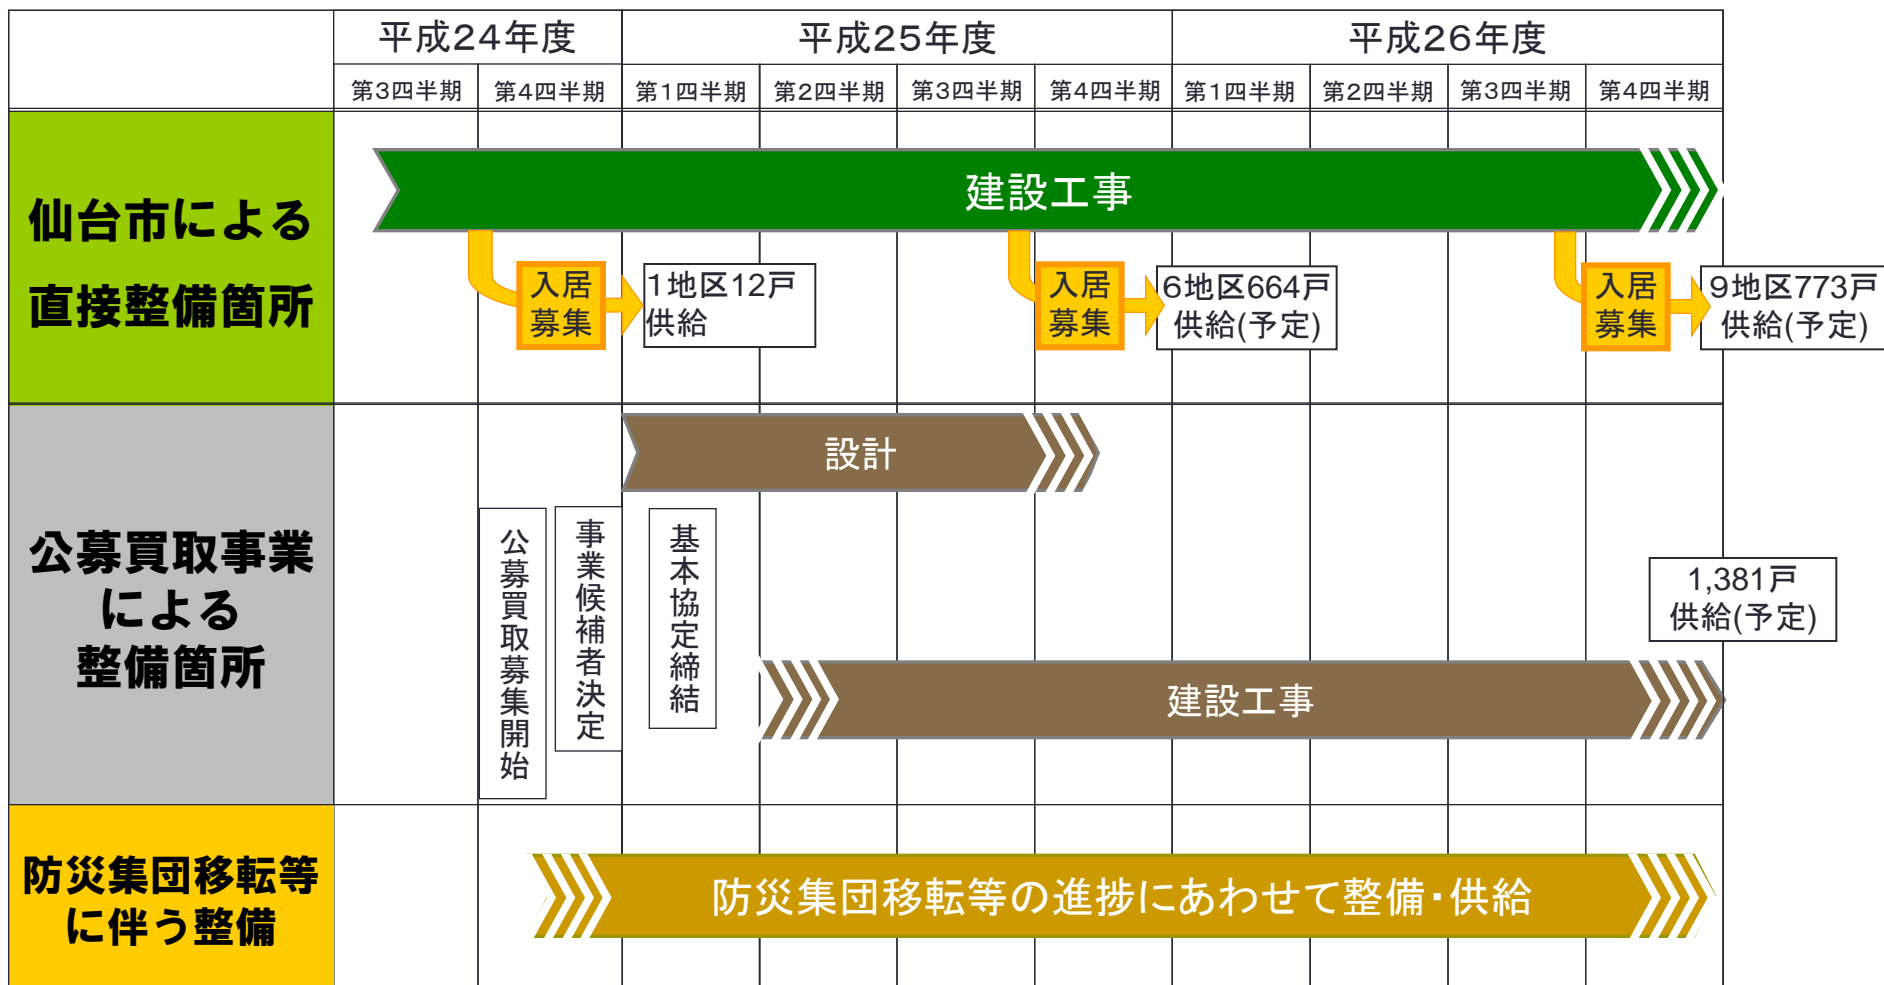 平成24年度
平成25年度
平成26年度
第3四半期
第4四半期
第1四半期
第2四半期
第3四半期
第4四半期
第1四半期
第2四半期
第3四半期
第4四半期
仙台市による
直接整備箇所
建設工事
入居
募集
1地区12戸
供給
入居
募集
6地区664戸
供給(予定)
入居
募集
9地区773戸
供給(予定)
公募買取事業
による
整備箇所
設計
公募買取募集開始
事業候補者決定
基本協定締結
1,381戸
供給(予定)
建設工事
防災集団移転等
に伴う整備
防災集団移転等の進捗にあわせて整備・供給